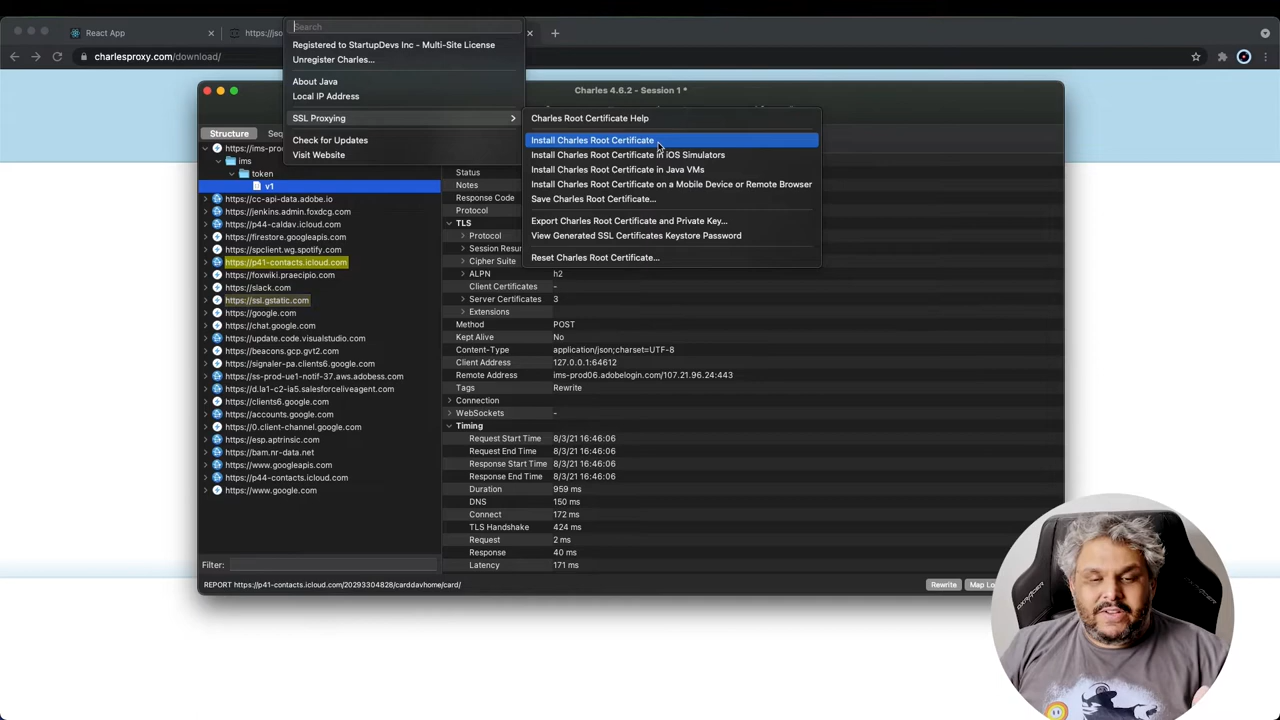 React App
https://jso
charlesproxy.com/download/
Search
Registered to StartupDevs Inc - Multi-Site License
Unregister Charles...
About Java
Local IP Address
SSL Proxying
Check for Updates
Visit Website
Charles Root Certificate Help
Install Charles Root Certificate
Install Charles Root Certificate in iOS Simulators
Install Charles Root Certificate in Java VMs
Install Charles Root Certificate on a Mobile Device or Remote Browser
Save Charles Root Certificate...
Export Charles Root Certificate and Private Key...
View Generated SSL Certificates Keystore Password
Reset Charles Root Certificate...
Charles 4.6.2 - Session 1 *
Structure
Seq
https://ims-pro
ims
token
v1
https://cc-api-data.adobe.io
https://jenkins.admin.foxdcg.com
https://p44-caldav.icloud.com
https://firestore.googleapis.com
https://spclient.wg.spotify.com
https://p41-contacts.icloud.com
https://foxwiki.praecipio.com
https://slack.com
https://ssl.gstatic.com
https://google.com
https://chat.google.com
https://update.code.visualstudio.com
https://beacons.gcp.gvt2.com
https://signaler-pa.clients6.google.com
https://ss-prod-ue1-notif-37.aws.adobess.com
https://d.la1-c2-ia5.salesforceliveagent.com
https://clients6.google.com
https://accounts.google.com
https://0.client-channel.google.com
https://esp.aptrinsic.com
https://bam.nr-data.net
https://www.googleapis.com
https://p44-contacts.icloud.com
https://www.google.com
Filter:
Status
Notes
Response Code
Protocol
TLS
Protocol
Session Resu
Cipher Suite
ALPN h2
Client Certificates -
Server Certificates 3
Extensions
Method POST
Kept Alive No
Content-Type application/json;charset=UTF-8
Client Address 127.0.0.1:64612
Remote Address ims-prod06.adobelogin.com/107.21.96.24:443
Tags Rewrite
Connection
WebSockets -
Timing
Request Start Time 8/3/21 16:46:06
Request End Time 8/3/21 16:46:06
Response Start Time 8/3/21 16:46:06
Response End Time 8/3/21 16:46:06
Duration 959 ms
DNS 150 ms
Connect 172 ms
TLS Handshake 424 ms
Request 2 ms
Response 40 ms
Latency 171 ms
REPORT https://p41-contacts.icloud.com/20293304828/carddavhome/card/
Rewrite
Map Lo